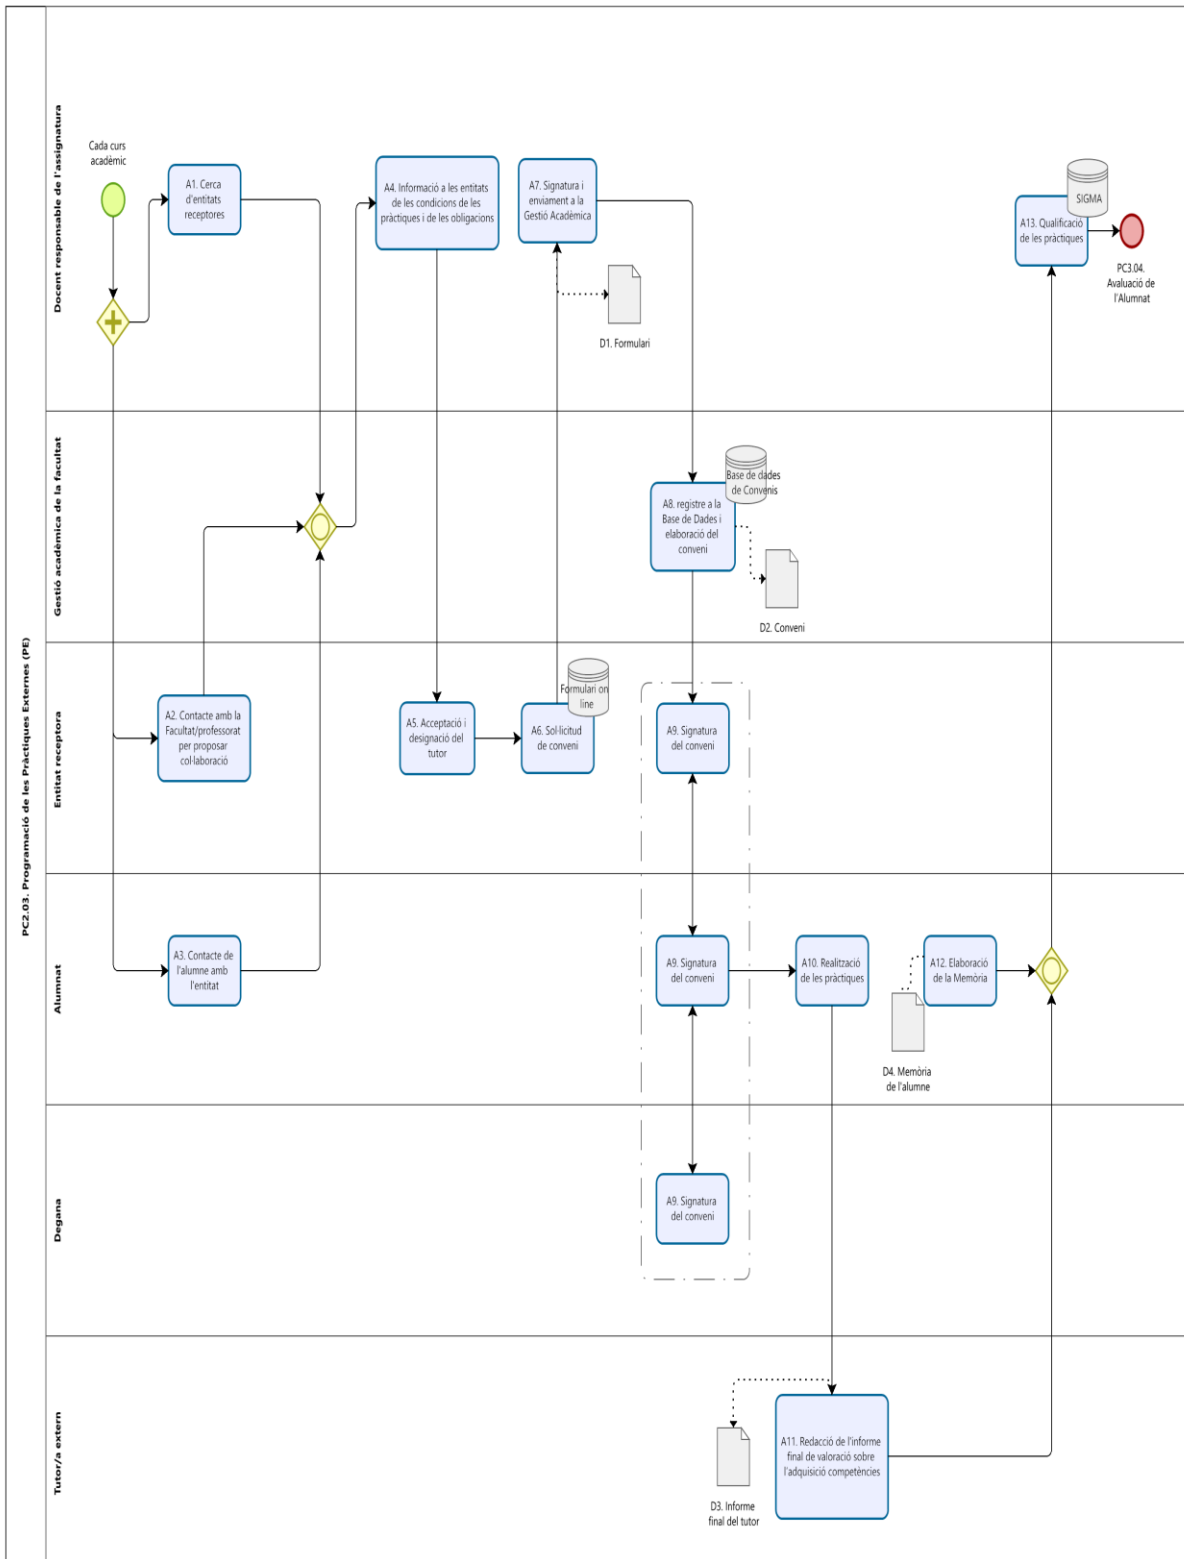 PC2.03. Programació de les Pràctiques Externes (PE)
Docent responsable de l'assignatura
Cada curs
acadèmic
A1. Cerca
d'entitats
receptores
A4. Informació a les entitats
de les condicions de les
pràctiques i de les obligacions
A7. Signatura i
enviament a la
Gestió Acadèmica
D1. Formulari
SIGMA
A13. Qualificació
de les pràctiques
PC3.04.
Avaluació de
l'Alumnat
Gestió acadèmica de la facultat
Base de dades
de Convenis
A8. registre a la
Base de Dades i
elaboració del
conveni
D2. Conveni
Entitat receptora
A2. Contacte amb la
Facultat/professorat
per proposar
col·laboració
A5. Acceptació i
designació del
tutor
Formulari on
line
A6. Sol·licitud
de conveni
A9. Signatura
del conveni
Alumnat
A3. Contacte de
l'alumne amb
l'entitat
A9. Signatura
del conveni
A10. Realització
de les pràctiques
A12. Elaboració
de la Memòria
D4. Memòria
de l'alumne
Degana
A9. Signatura
del conveni
Tutor/a extern
A11. Redacció de l'informe
final de valoració sobre
l'adquisició competències
D3. Informe
final del tutor